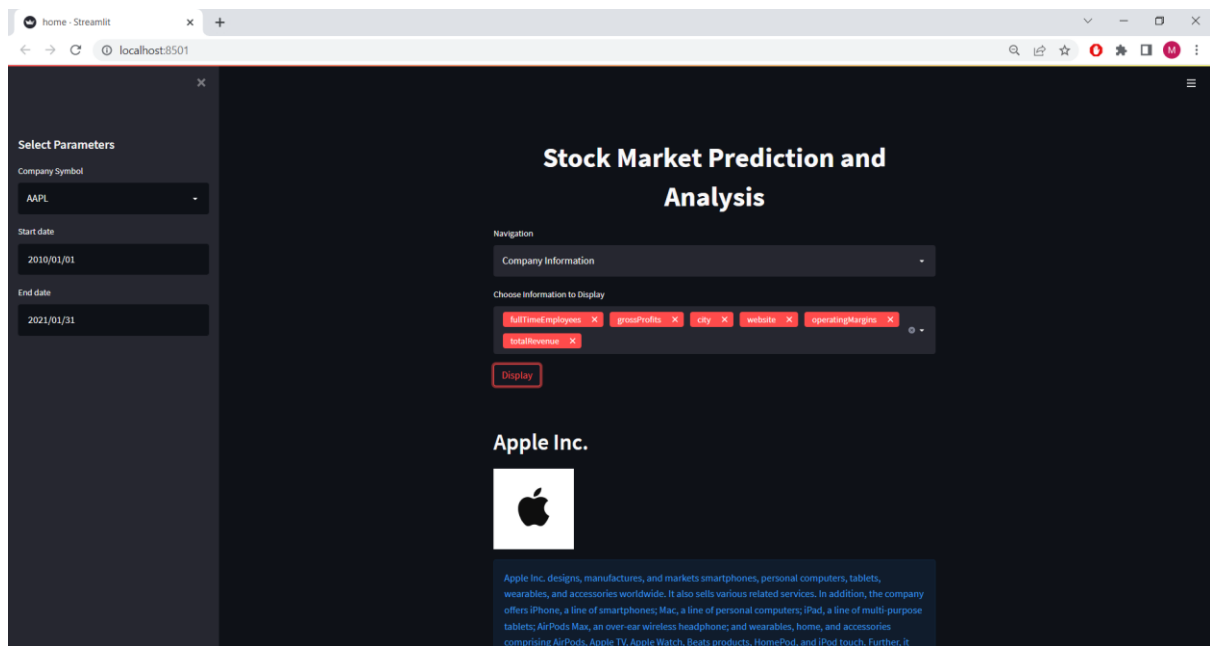 home · Streamlit
localhost:8501
M
Select Parameters
Company Symbol
AAPL
Start date
2010/01/01
End date
2021/01/31
Stock Market Prediction and
Analysis
Navigation
Company Information
Choose Information to Display
fullTimeEmployees grossProfits city website operatingMargins
totalRevenue
Display
Apple Inc.
Apple Inc. designs, manufactures, and markets smartphones, personal computers, tablets,
wearables, and accessories worldwide. It also sells various related services. In addition, the company
offers iPhone, a line of smartphones; Mac, a line of personal computers; iPad, a line of multi-purpose
tablets; AirPods Max, an over-ear wireless headphone; and wearables, home, and accessories
comprising AirPods, Apple TV, Apple Watch, Beats products, HomePod, and iPod touch. Further, it